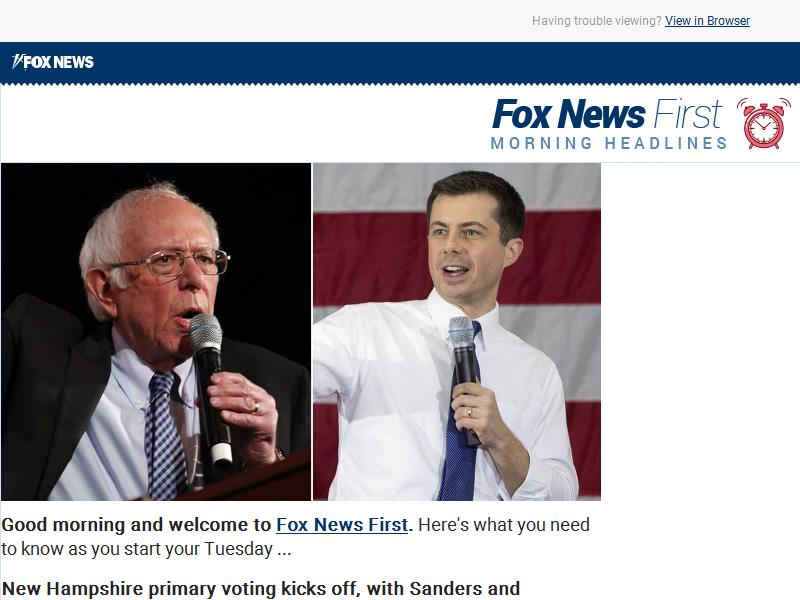 Having trouble viewing? View in Browser
FOX NEWS
Fox News First
MORNING HEADLINES
Good morning and welcome to Fox News First. Here's what you need
to know as you start your Tuesday ...
New Hampshire primary voting kicks off, with Sanders and